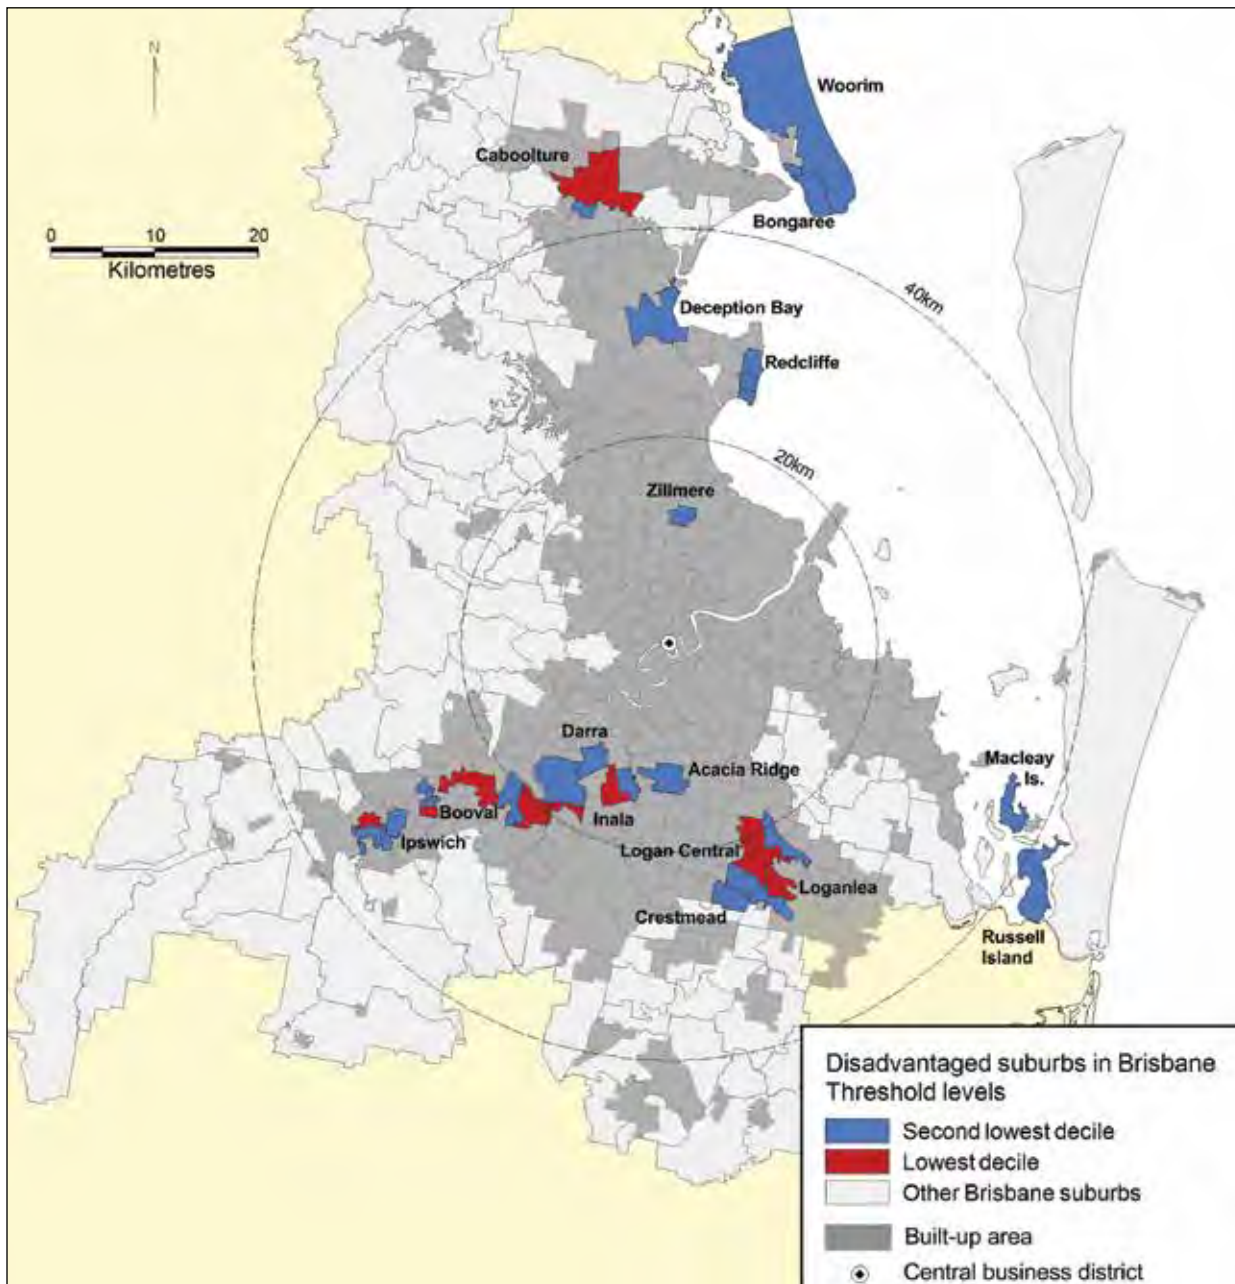 N
Woorim
Caboolture
Bongaree
0 10 20
Kilometres
40km
Deception Bay
Redcliffe
20km
Zillmere
Darra
Acacia Ridge
Macleay
Is.
Booval
Inala
Ipswich
Logan Central
Loganlea
Crestmead
Russell
Island
Disadvantaged suburbs in Brisbane
Threshold levels
Second lowest decile
Lowest decile
Other Brisbane suburbs
Built-up area
Central business district